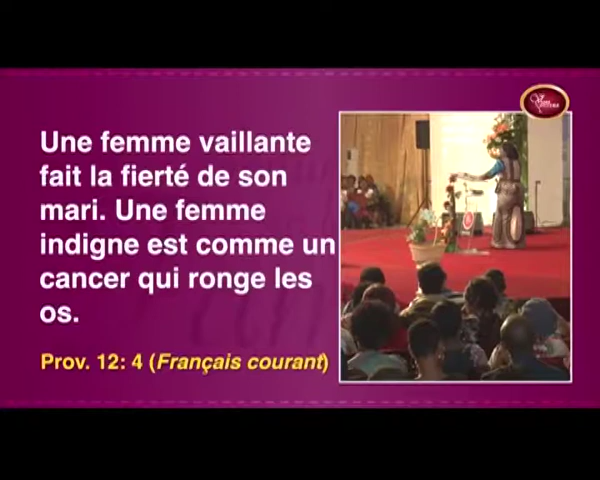 Une femme vaillante
fait la fierté de son
mari. Une femme
indigne est comme un
cancer qui ronge les
os.
Prov. 12: 4 (Français courant)